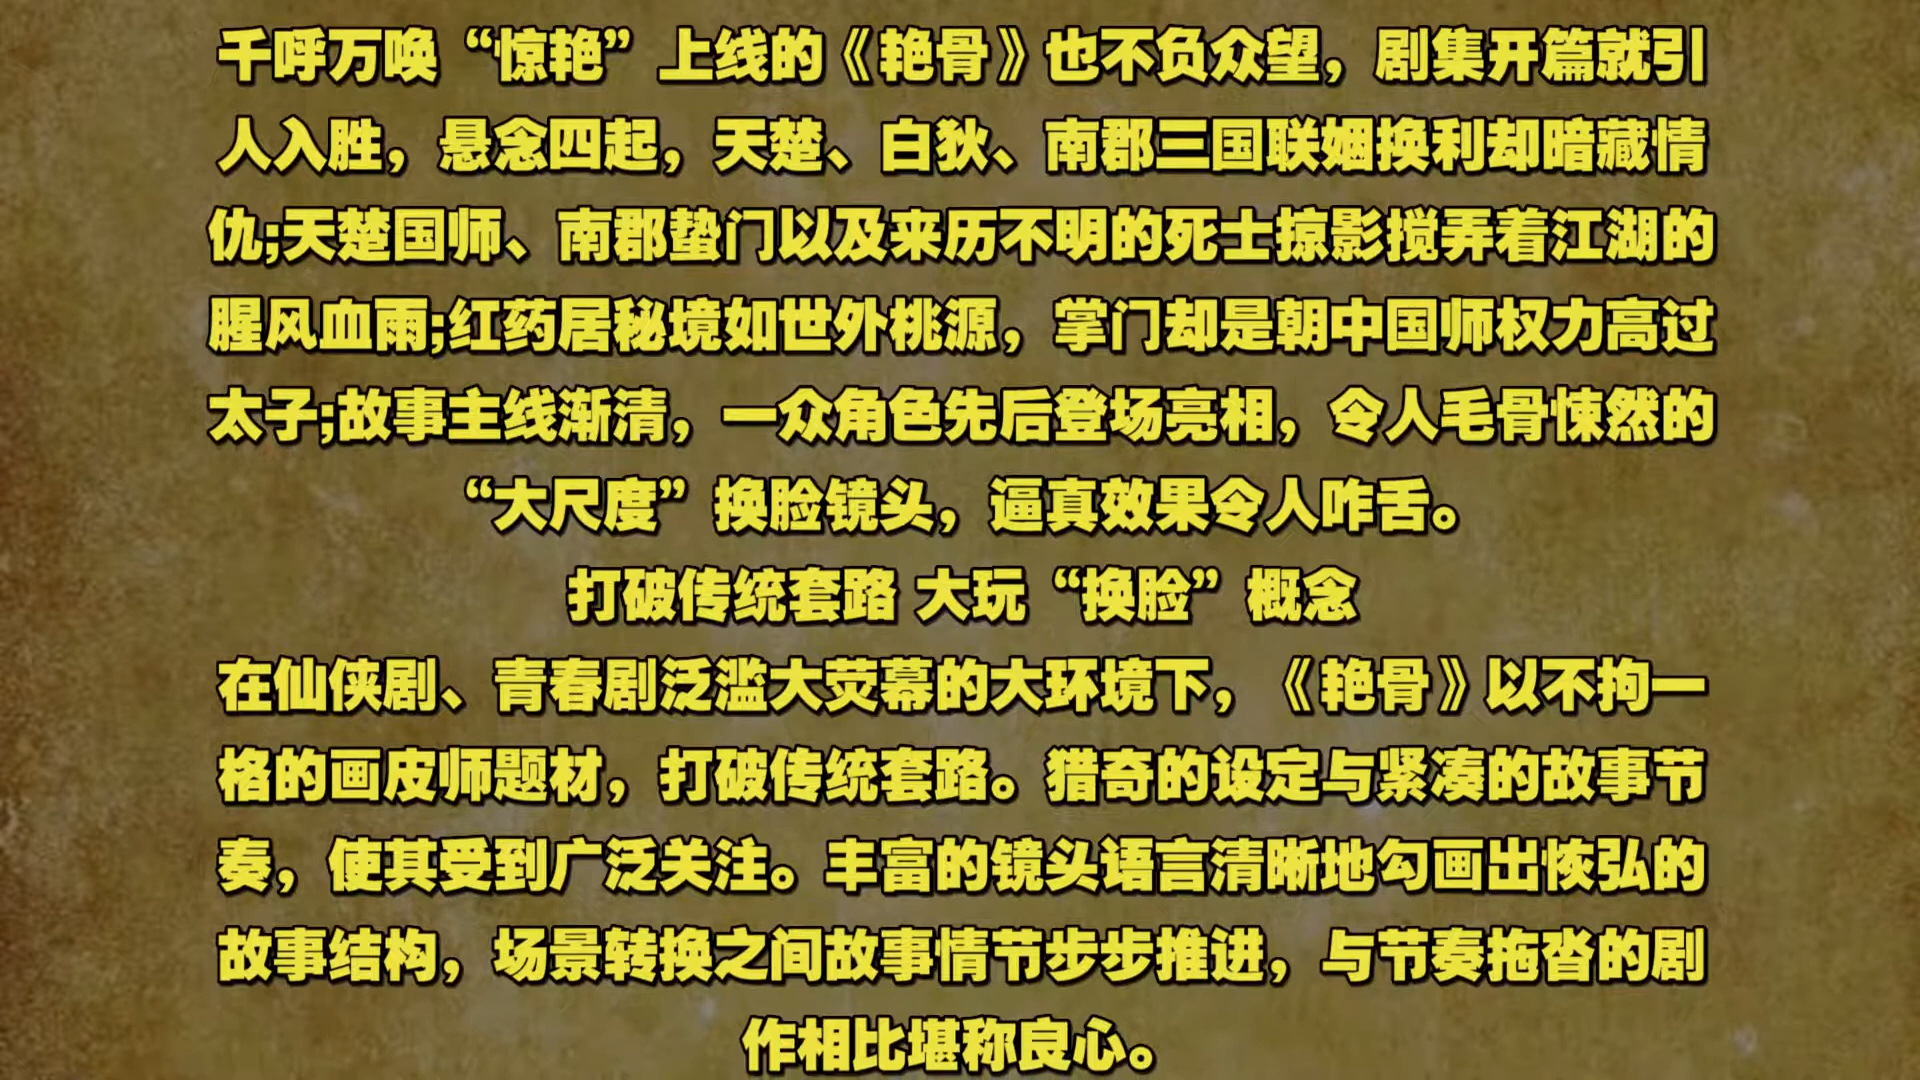 千呼万唤“惊艳”上线的《艳骨》也不负众望，剧集开篇就引
人入胜，悬念四起，天楚、白狄、南郡三国联姻换利却暗藏情
仇;天楚国师、南郡蛰门以及来历不明的死士掠影搅弄着江湖的
腥风血雨;红药居秘境如世外桃源，掌门却是朝中国师权力高过
太子;故事主线渐清，一众角色先后登场亮相，令人毛骨悚然的
“大尺度”换脸镜头，逼真效果令人咋舌。
打破传统套路 大玩“换脸”概念
在仙侠剧、青春剧泛滥大荧幕的大环境下，《艳骨》以不拘一
格的画皮师题材，打破传统套路。猎奇的设定与紧凑的故事节
奏，使其受到广泛关注。丰富的镜头语言清晰地勾画出恢弘的
故事结构，场景转换之间故事情节步步推进，与节奏拖沓的剧
作相比堪称良心。